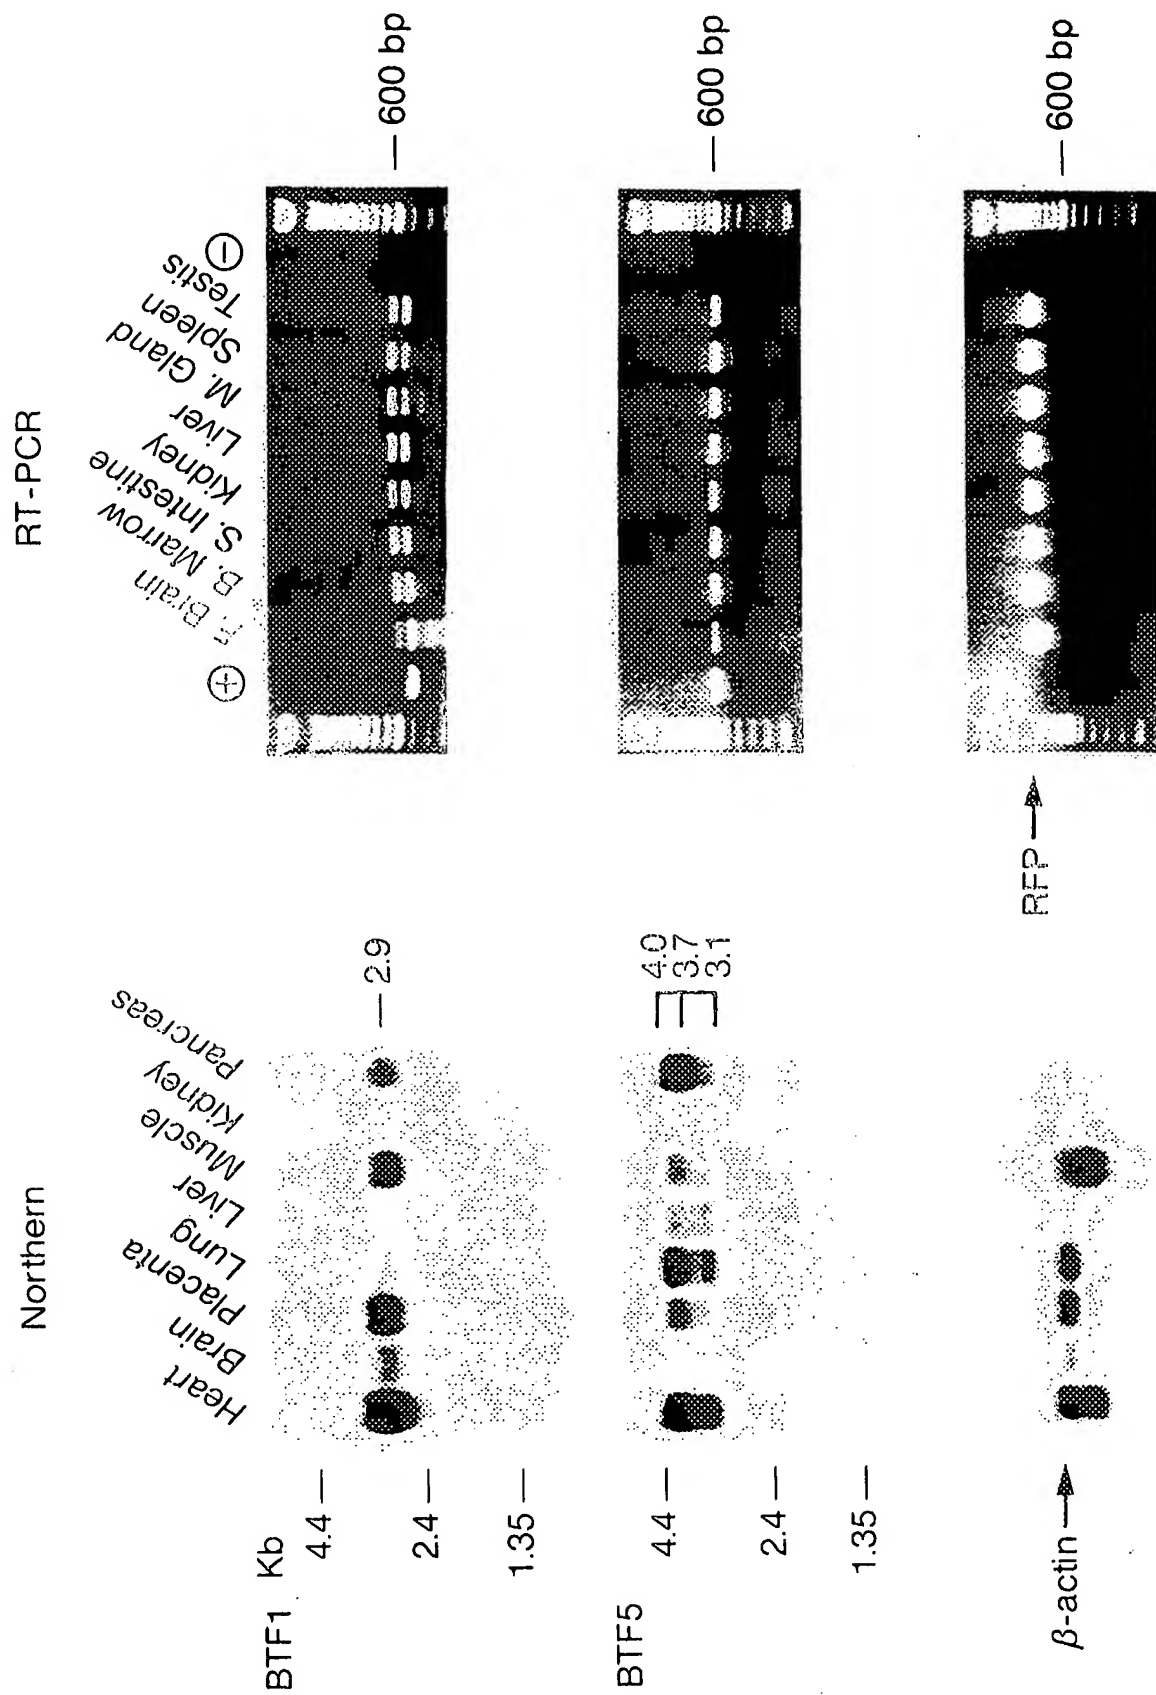 Northern
RT-PCR
Heart
Brain
Placenta
Lung
Liver
Muscle
Kidney
Pancreas
⊕
F. Brain
B. Marrow
S. Intestine
Kidney
Liver
M. Gland
Spleen
Testis
⊖
BTF1
Kb
4.4
2.4
1.35
2.9
600 bp
BTF5
4.4
2.4
1.35
4.0
3.7
3.1
600 bp
β-actin
RFP
600 bp